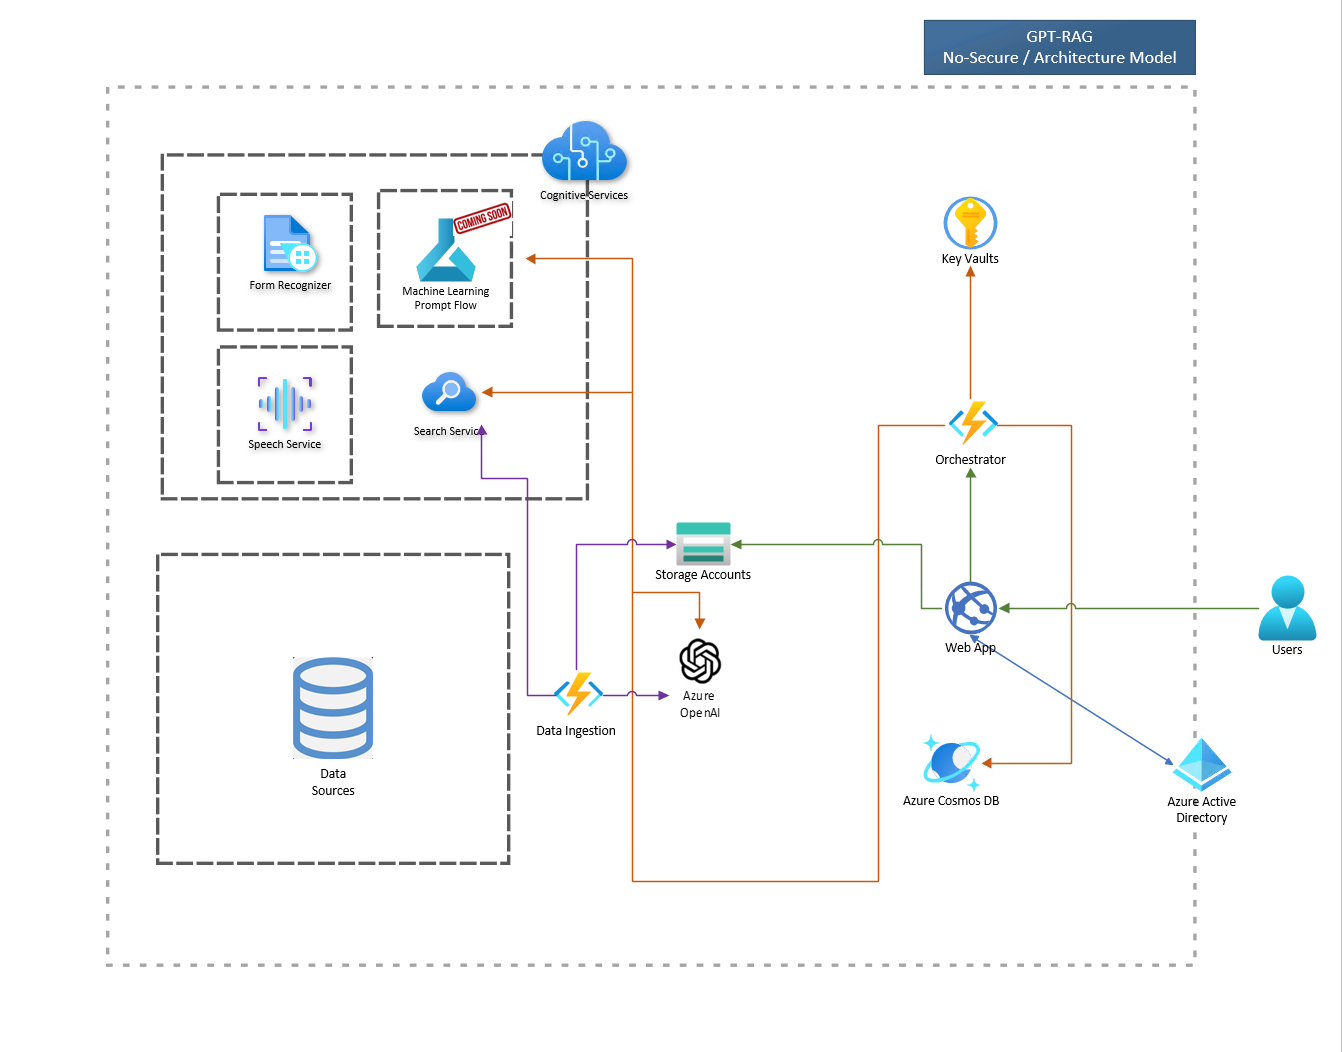 GPT-RAG
No-Secure / Architecture Model
Cognitive Services
COMING SOON
Form Recognizer
Machine Learning
Prompt Flow
Key Vaults
Search Service
Speech Service
Orchestrator
Storage Accounts
Web App
Users
Azure
OpenAI
Data Ingestion
Data
Sources
Azure Cosmos DB
Azure Active
Directory